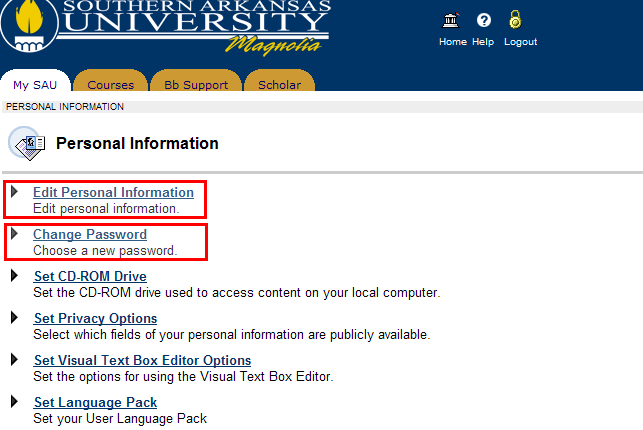 SOUTHERN ARKANSAS
UNIVERSITY
Magnolia
Home Help Logout
My SAU Courses Bb Support Scholar
PERSONAL INFORMATION
Personal Information
Edit Personal Information
Edit personal information.
Change Password
Choose a new password.
Set CD-ROM Drive
Set the CD-ROM drive used to access content on your local computer.
Set Privacy Options
Select which fields of your personal information are publicly available.
Set Visual Text Box Editor Options
Set the options for using the Visual Text Box Editor.
Set Language Pack
Set your User Language Pack